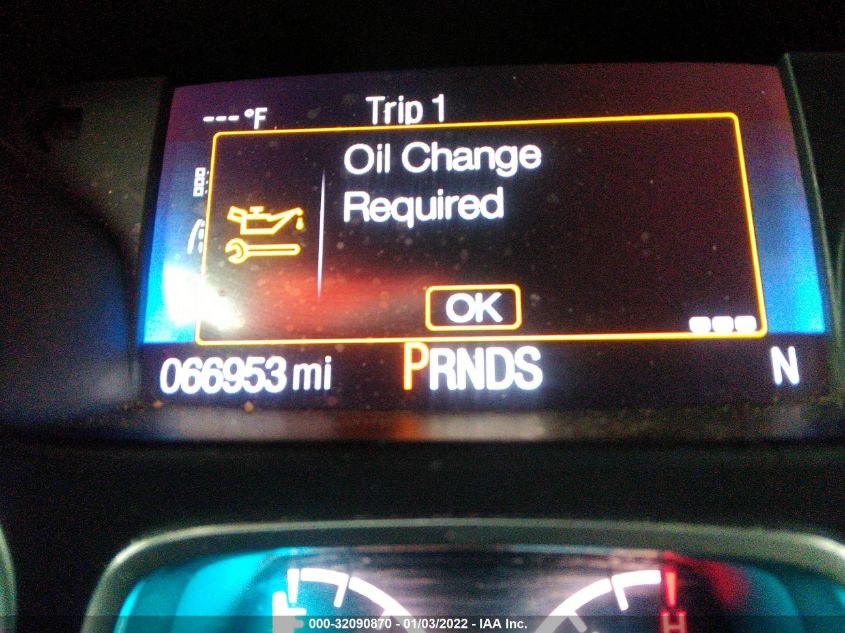 --- °F Trip 1
Oil Change
Required
OK
066953 mi PRNDS N
H
000-32090870 - 01/03/2022 - IAA Inc.